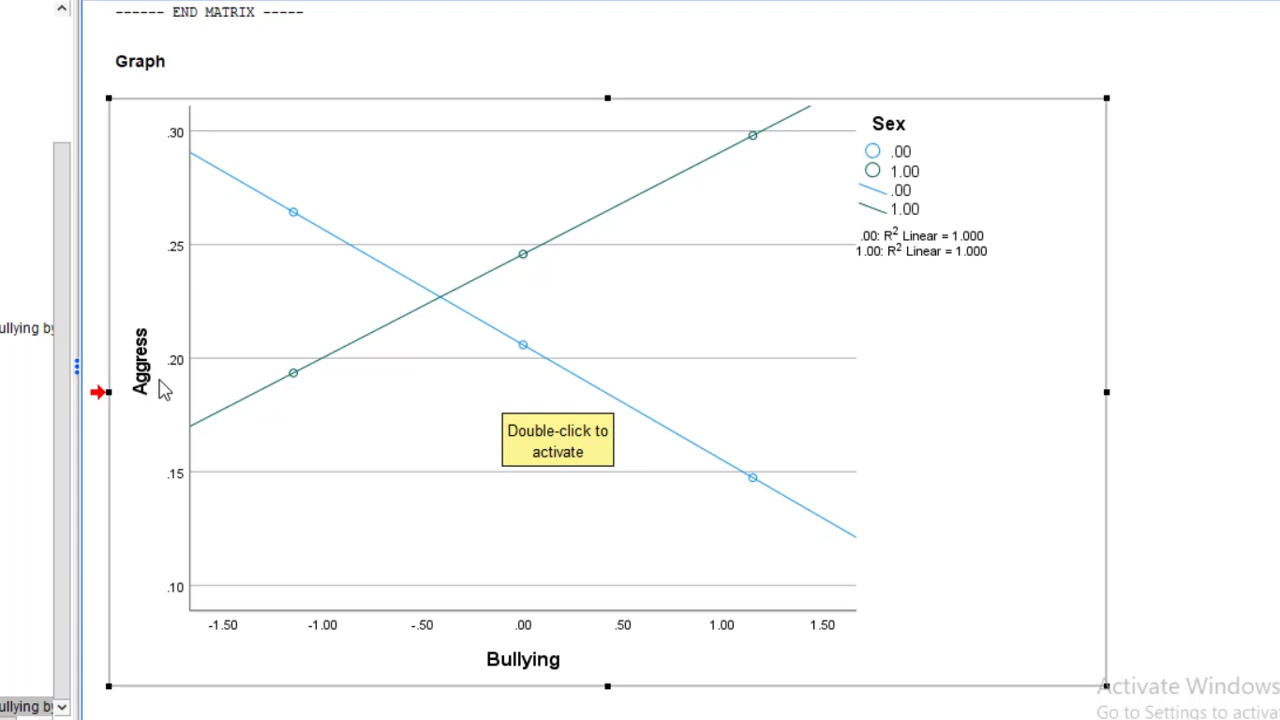 ------ END MATRIX -----
Graph
Sex
.00
1.00
.00
1.00
.00: R2 Linear = 1.000
1.00: R2 Linear = 1.000
.30
.25
.20
.15
.10
Aggress
ullying by
Double-click to
activate
-1.50 -1.00 -.50 .00 .50 1.00 1.50
Bullying
ullying by
Activate Windows
Go to Settings to activa